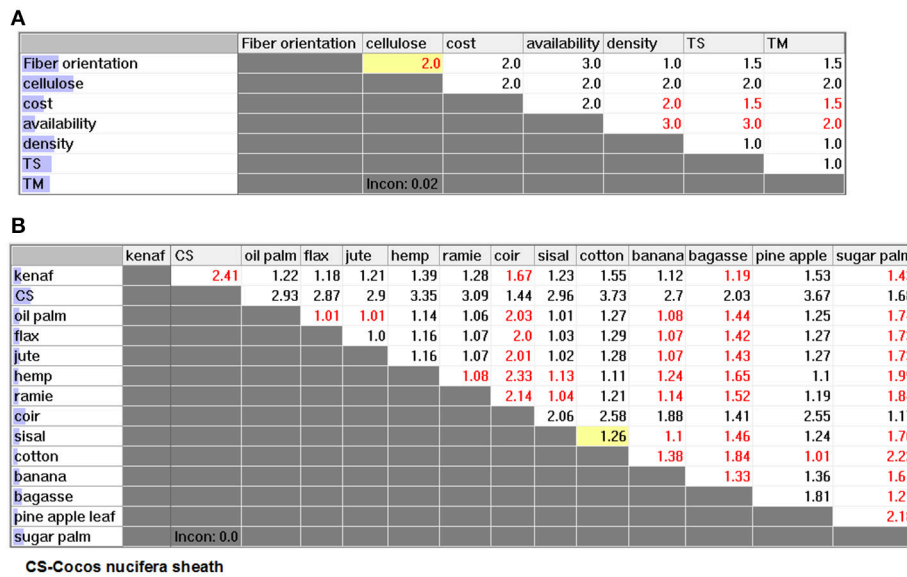 A
Fiber orientation cellulose cost availability density TS TM
Fiber orientation 2.0 2.0 3.0 1.0 1.5 1.5
cellulose 2.0 2.0 2.0 2.0 2.0
cost 2.0 2.0 1.5 1.5
availability 3.0 3.0 2.0
density 1.0 1.0
TS 1.0
TM Incon: 0.02
B
kenaf CS oil palm flax jute hemp ramie coir sisal cotton banana bagasse pine apple sugar palm
kenaf 2.41 1.22 1.18 1.21 1.39 1.28 1.67 1.23 1.55 1.12 1.19 1.53
CS 2.93 2.87 2.9 3.35 3.09 1.44 2.96 3.73 2.7 2.03 3.67
oil palm 1.01 1.01 1.14 1.06 2.03 1.01 1.27 1.08 1.44 1.25
flax 1.0 1.16 1.07 2.0 1.03 1.29 1.07 1.42 1.27
jute 1.16 1.07 2.01 1.02 1.28 1.07 1.43 1.27
hemp 1.08 2.33 1.13 1.11 1.24 1.65 1.1
ramie 2.14 1.04 1.21 1.14 1.52 1.19
coir 2.06 2.58 1.88 1.41 2.55
sisal 1.26 1.1 1.46 1.24
cotton 1.38 1.84 1.01
banana 1.33 1.36
bagasse 1.81
pine apple leaf
sugar palm Incon: 0.0
CS-Cocos nucifera sheath